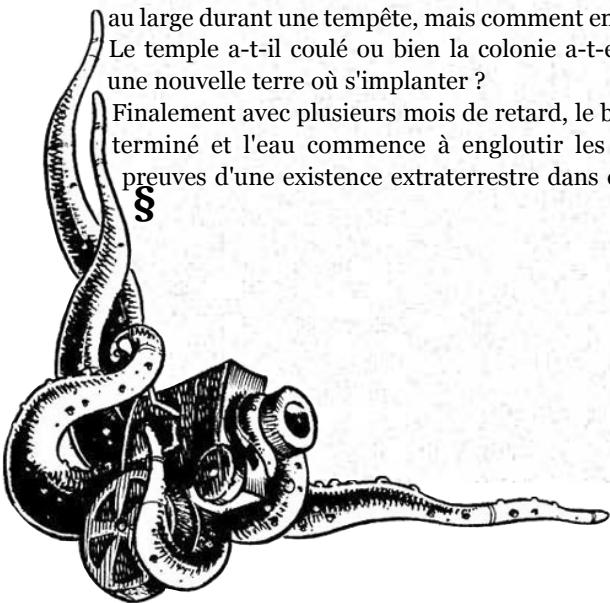 au large durant une tempête, mais comment en
Le temple a-t-il coulé ou bien la colonie a-t-e
une nouvelle terre où s'implanter ?
Finalement avec plusieurs mois de retard, le b
terminé et l'eau commence à engloutir les
preuves d'une existence extraterrestre dans
§